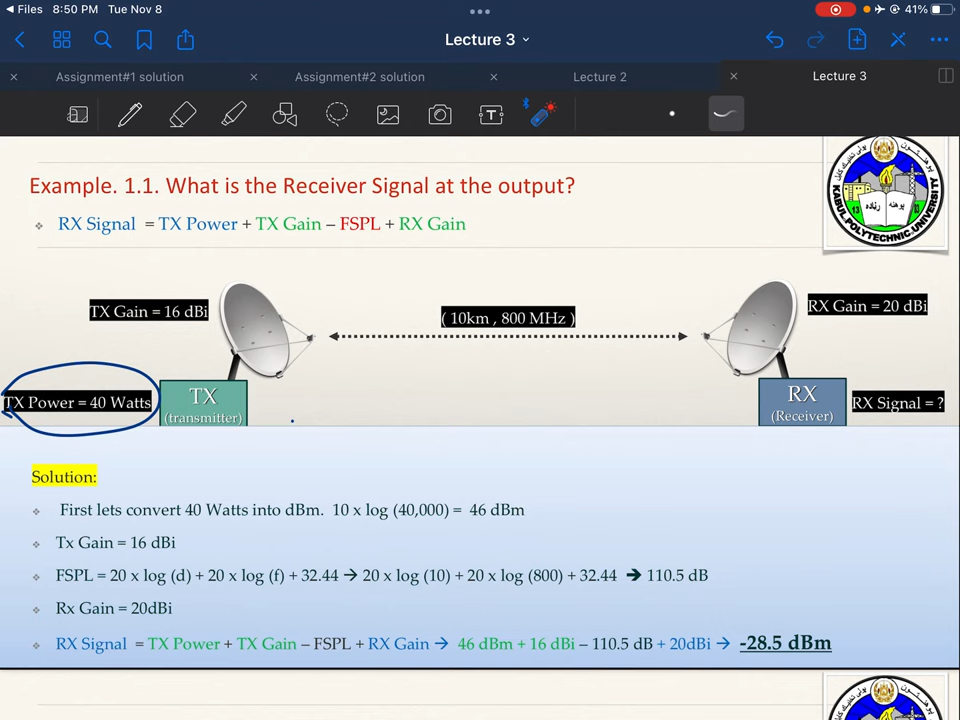 Files 8:50 PM Tue Nov 8 41%
Lecture 3
Assignment#1 solution Assignment#2 solution Lecture 2 Lecture 3
Example. 1.1. What is the Receiver Signal at the output?
RX Signal = TX Power + TX Gain – FSPL + RX Gain
KABUL POLYTECHNIC UNIVERSITY
TX Gain = 16 dBi
( 10km , 800 MHz )
RX Gain = 20 dBi
TX Power = 40 Watts
TX
(transmitter)
RX
(Receiver)
RX Signal = ?
Solution:
First lets convert 40 Watts into dBm. 10 x log (40,000) = 46 dBm
Tx Gain = 16 dBi
FSPL = 20 x log (d) + 20 x log (f) + 32.44 → 20 x log (10) + 20 x log (800) + 32.44 ➔ 110.5 dB
Rx Gain = 20dBi
RX Signal = TX Power + TX Gain – FSPL + RX Gain → 46 dBm + 16 dBi – 110.5 dB + 20dBi → -28.5 dBm